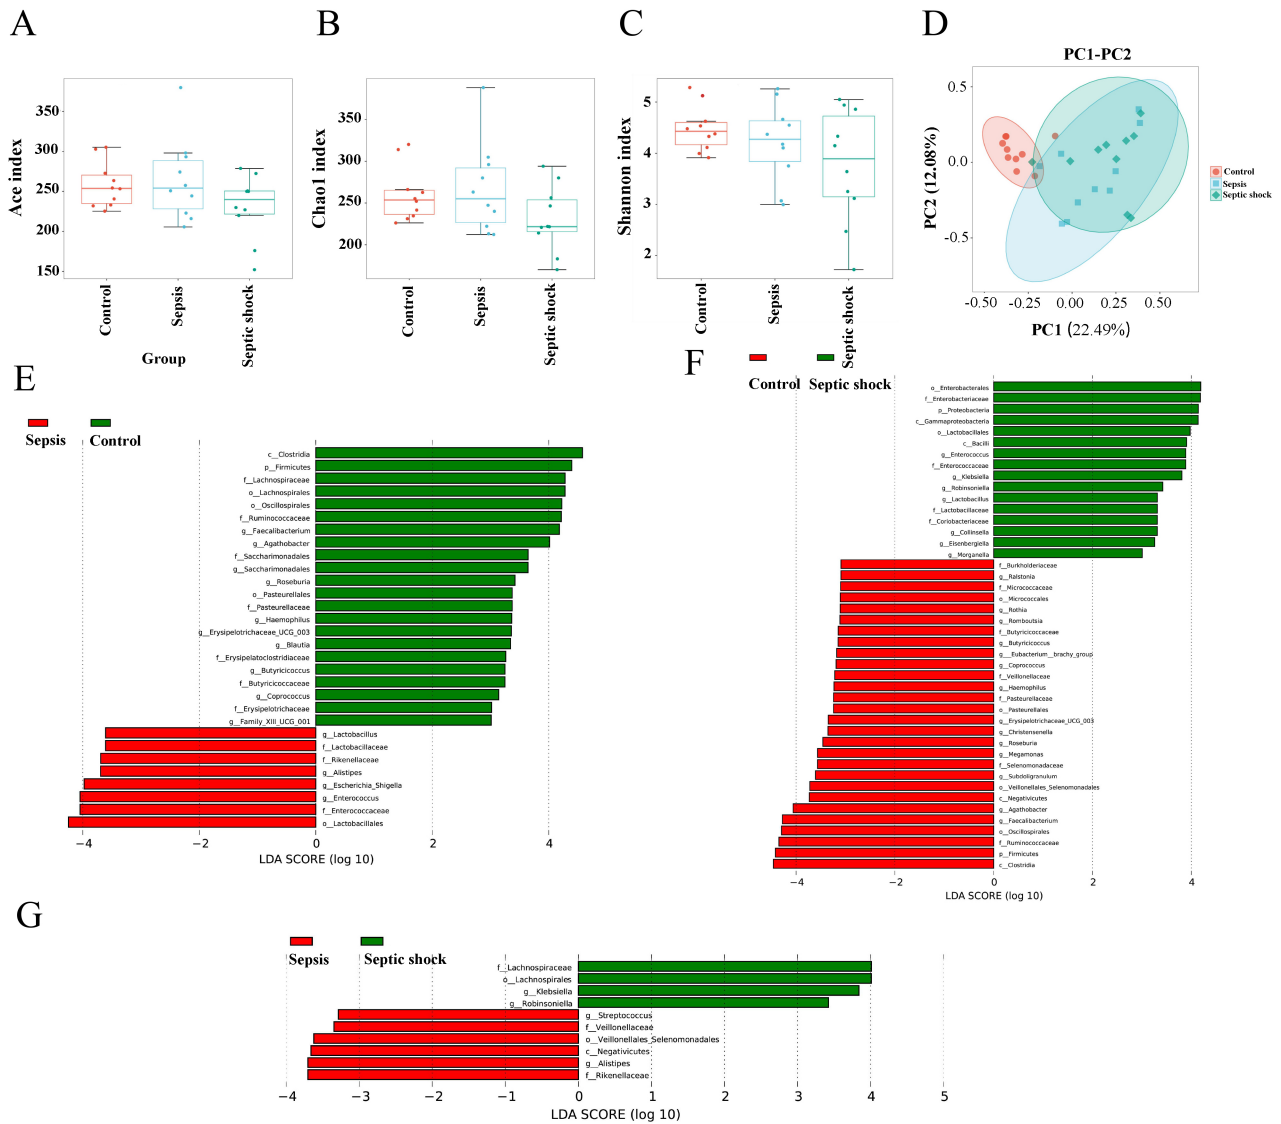 A
B
C
D
Ace index
350
300
250
200
150
Control
Sepsis
Septic shock
Group
Chao1 index
350
300
250
200
Control
Sepsis
Septic shock
Shannon index
5
4
3
2
Control
Sepsis
Septic shock
PC1-PC2
PC2 (12.08%)
0.5
0.0
-0.5
-0.50
-0.25
0.00
0.25
0.50
PC1 (22.49%)
Control
Sepsis
Septic shock
E
Sepsis
Control
c__Clostridia
p__Firmicutes
f__Lachnospiraceae
o__Lachnospirales
o__Oscillospirales
f__Ruminococcaceae
g__Faecalibacterium
g__Agathobacter
f__Saccharimonadales
g__Saccharimonadales
g__Roseburia
o__Pasteurellales
f__Pasteurellaceae
g__Haemophilus
g__Erysipelotrichaceae_UCG_003
g__Blautia
f__Erysipelatoclostridiaceae
g__Butyricicoccus
f__Butyricicoccaceae
g__Coprococcus
f__Erysipelotrichaceae
g__Family_XIII_UCG_001
g__Lactobacillus
f__Lactobacillaceae
f__Rikenellaceae
g__Alistipes
g__Escherichia_Shigella
g__Enterococcus
f__Enterococcaceae
o__Lactobacillales
−4
−2
0
2
4
LDA SCORE (log 10)
F
Control
Septic shock
o__Enterobacterales
f__Enterobacteriaceae
p__Proteobacteria
c__Gammaproteobacteria
o__Lactobacillales
c__Bacilli
g__Enterococcus
f__Enterococcaceae
g__Klebsiella
g__Robinsoniella
g__Lactobacillus
f__Lactobacillaceae
f__Coriobacteriaceae
g__Collinsella
g__Eisenbergiella
g__Morganella
f__Burkholderiaceae
g__Ralstonia
f__Micrococcaceae
o__Micrococcales
g__Rothia
g__Romboutsia
f__Butyricicoccaceae
g__Butyricicoccus
g__Eubacterium__brachy_group
g__Coprococcus
f__Veillonellaceae
g__Haemophilus
f__Pasteurellaceae
o__Pasteurellales
g__Erysipelotrichaceae_UCG_003
g__Christensenella
g__Roseburia
g__Megamonas
f__Selenomonadaceae
g__Subdoligranulum
o__Veillonellales_Selenomonadales
c__Negativicutes
g__Agathobacter
g__Faecalibacterium
o__Oscillospirales
f__Ruminococcaceae
p__Firmicutes
c__Clostridia
−4
−2
0
2
4
LDA SCORE (log 10)
G
Sepsis
Septic shock
f__Lachnospiraceae
o__Lachnospirales
g__Klebsiella
g__Robinsoniella
g__Streptococcus
f__Veillonellaceae
o__Veillonellales_Selenomonadales
c__Negativicutes
g__Alistipes
f__Rikenellaceae
−4
−3
−2
−1
0
1
2
3
4
5
LDA SCORE (log 10)